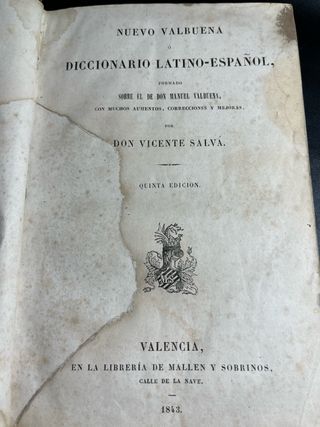 NUEVO VALBUENA
Ó
DICCIONARIO LATINO-ESPAÑOL,
FORMADO
SOBRE EL DE DON MANUEL VALBUENA,
CON MUCHOS AUMENTOS, CORRECCIONES Y MEJORAS,
POR
DON VICENTE SALVÁ.
QUINTA EDICION.
VALENCIA,
EN LA LIBRERÍA DE MALLEN Y SOBRINOS,
CALLE DE LA NAVE.
1843.